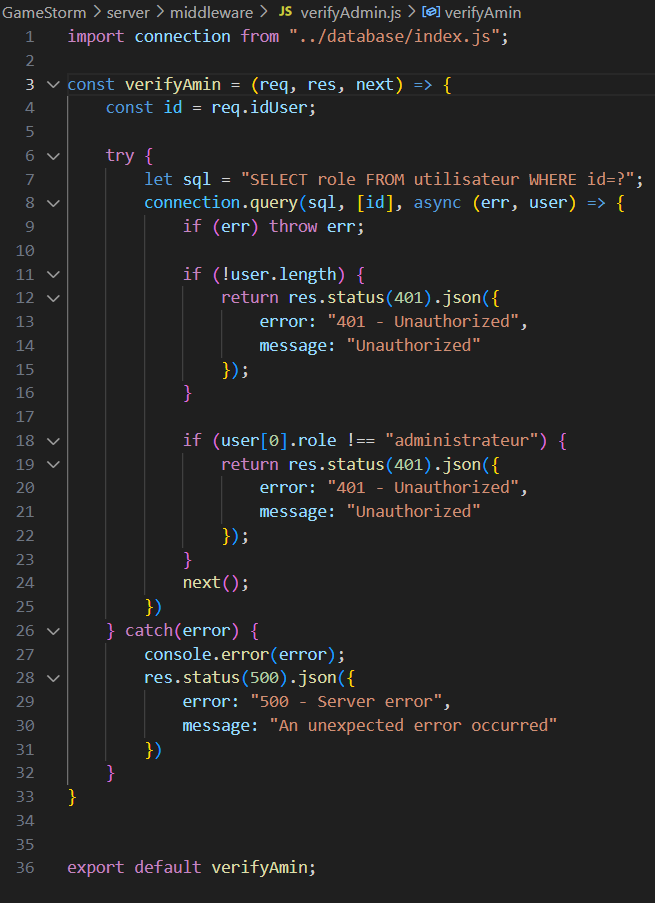 GameStorm > server > middleware > JS verifyAdmin.js > verifyAmin
1 import connection from "../database/index.js";
2
3 const verifyAmin = (req, res, next) => {
4     const id = req.idUser;
5
6     try {
7         let sql = "SELECT role FROM utilisateur WHERE id=?";
8         connection.query(sql, [id], async (err, user) => {
9             if (err) throw err;
10
11             if (!user.length) {
12                 return res.status(401).json({
13                     error: "401 - Unauthorized",
14                     message: "Unauthorized"
15                 });
16             }
17
18             if (user[0].role !== "administrateur") {
19                 return res.status(401).json({
20                     error: "401 - Unauthorized",
21                     message: "Unauthorized"
22                 });
23             }
24             next();
25         })
26     } catch(error) {
27         console.error(error);
28         res.status(500).json({
29             error: "500 - Server error",
30             message: "An unexpected error occurred"
31         })
32     }
33 }
34
35
36 export default verifyAmin;